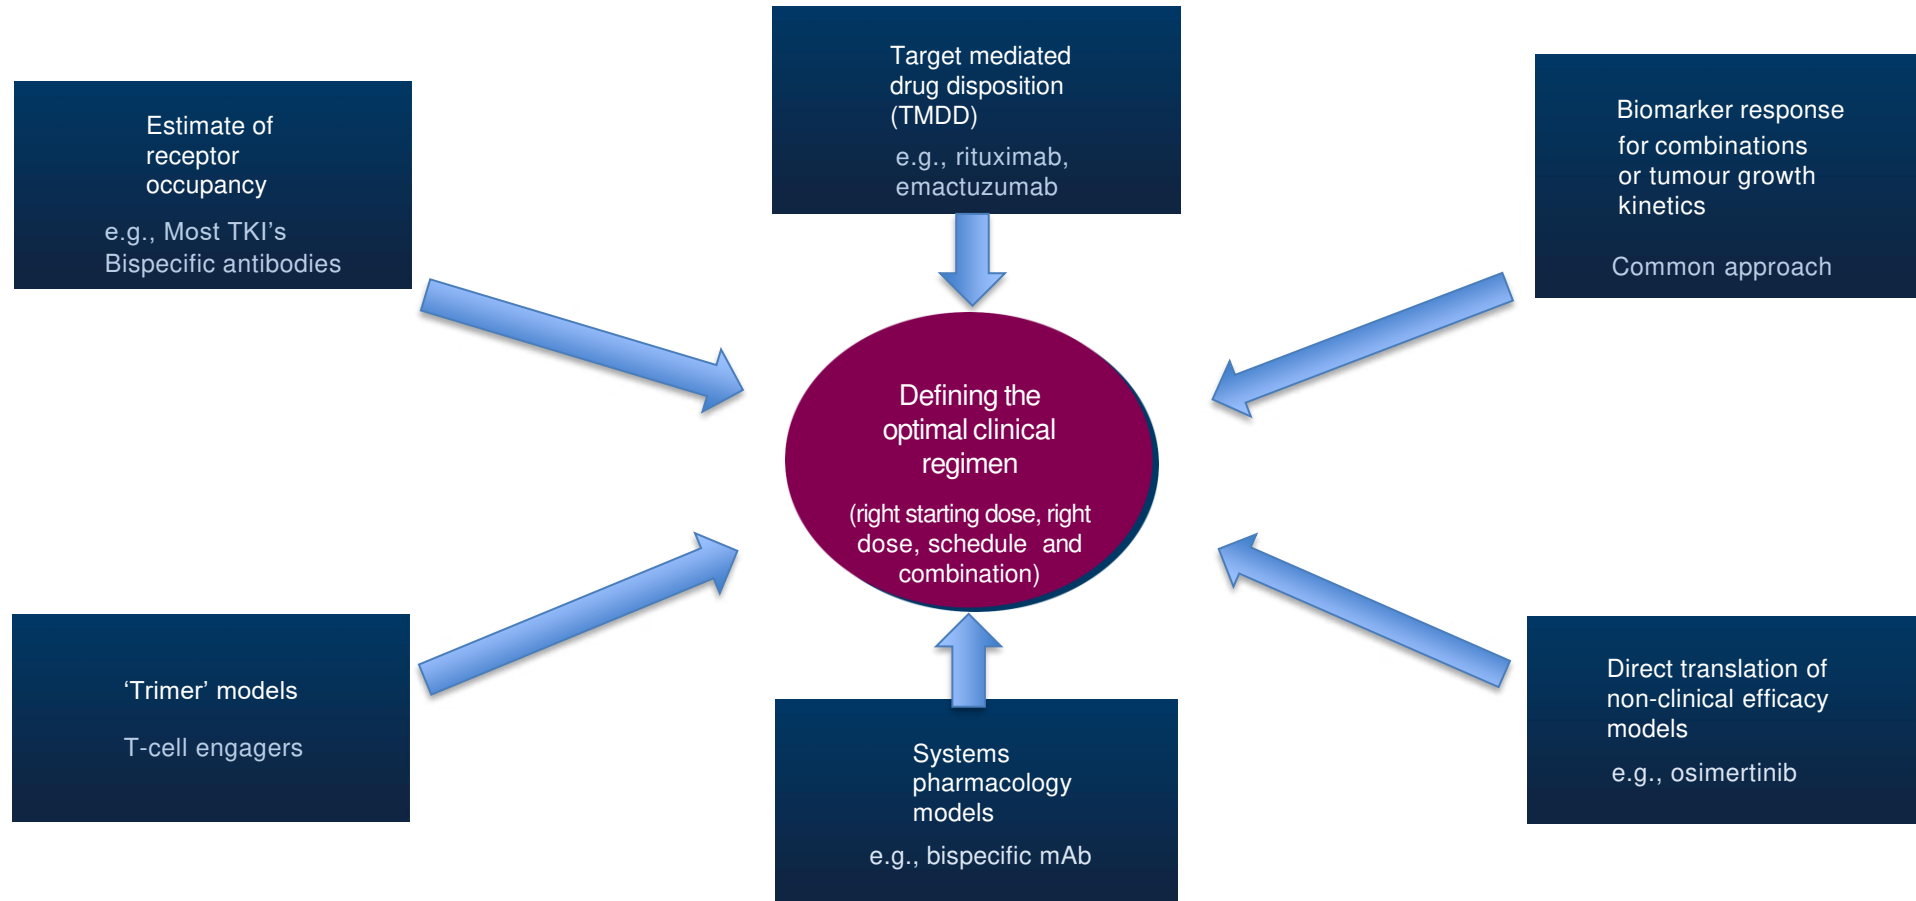 Estimate of
receptor
occupancy
e.g., Most TKI's
Bispecific antibodies
Target mediated
drug disposition
(TMDD)
e.g., rituximab,
emactuzumab
Biomarker response
for combinations
or tumour growth
kinetics
Common approach
Defining the
optimal clinical
regimen
(right starting dose, right
dose, schedule and
combination)
‘Trimer’ models
T-cell engagers
Systems
pharmacology
models
e.g., bispecific mAb
Direct translation of
non-clinical efficacy
models
e.g., osimertinib